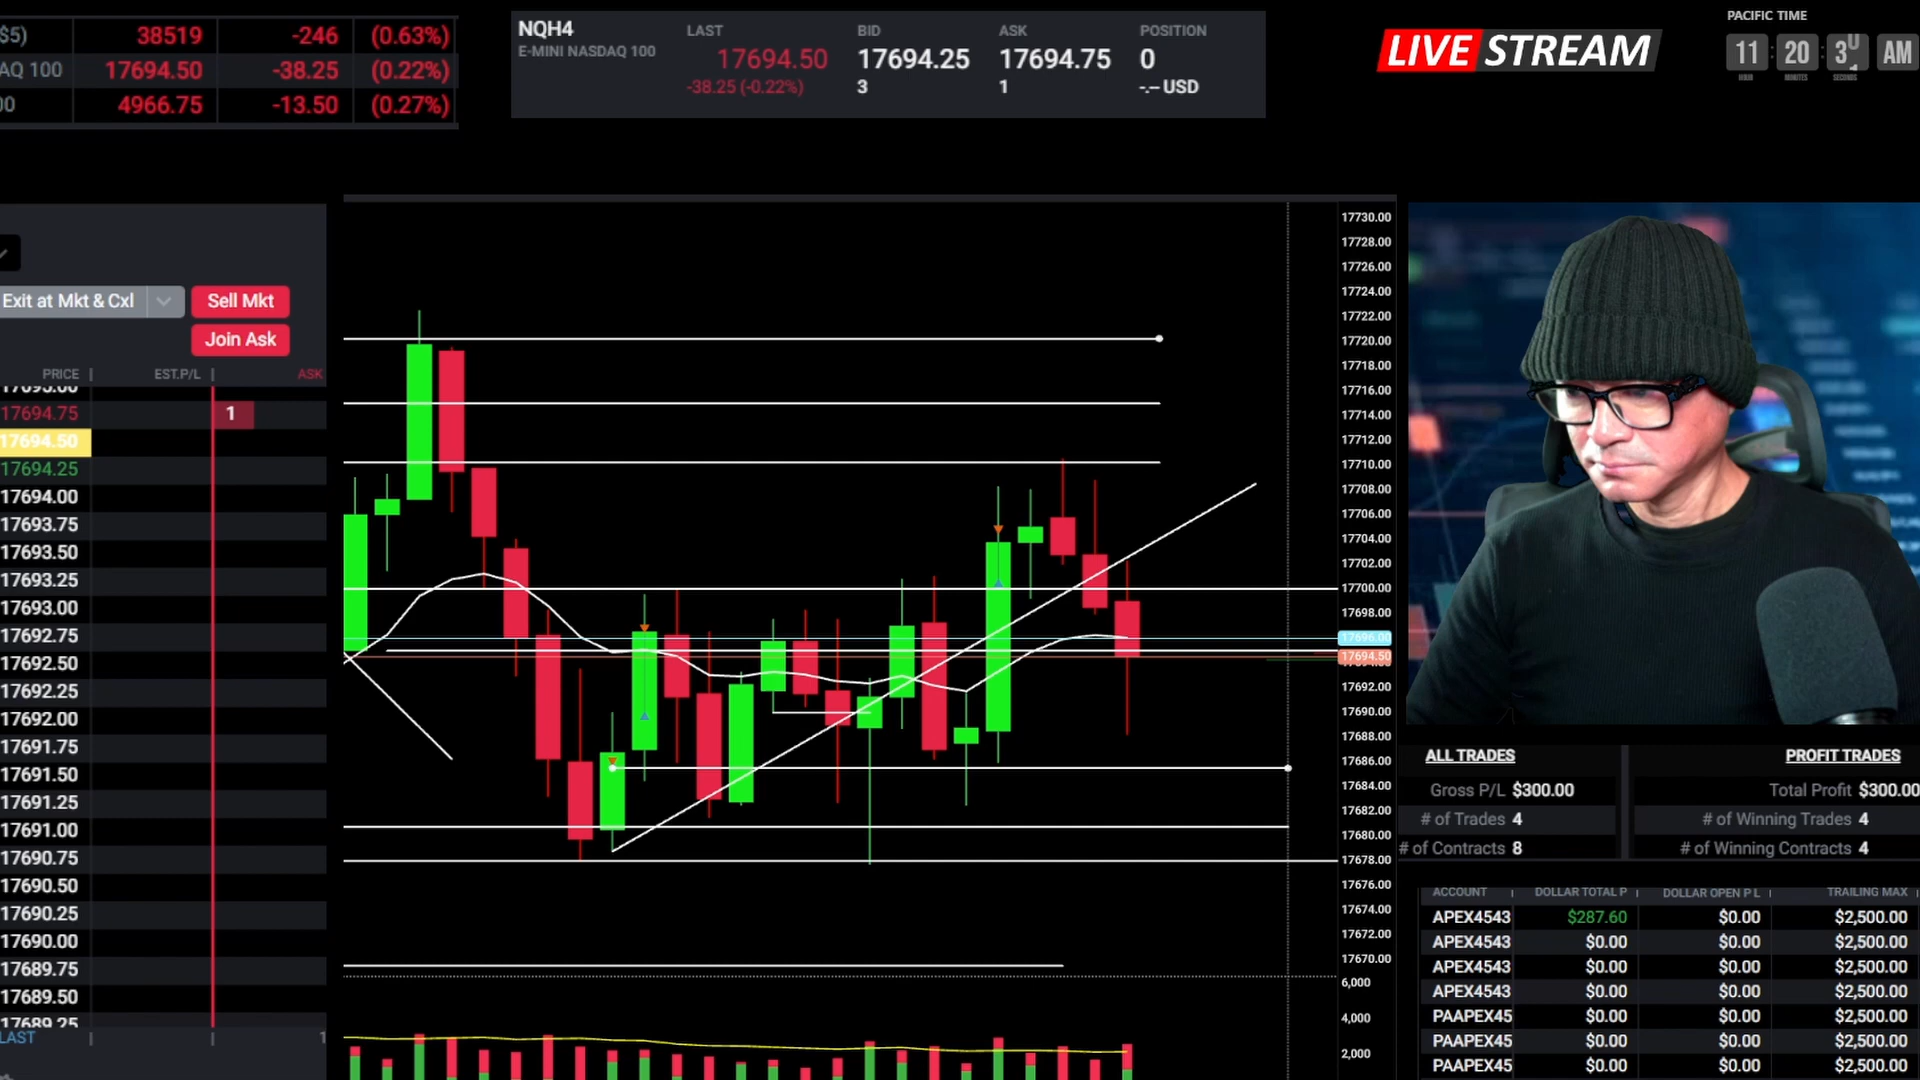 $5) 38519 -246 (0.63%)
AQ 100 17694.50 -38.25 (0.22%)
00 4966.75 -13.50 (0.27%)
NQH4 LAST BID ASK POSITION
E-MINI NASDAQ 100 17694.50 17694.25 17694.75 0
-38.25 (-0.22%) 3 1 -.-- USD
LIVE STREAM
PACIFIC TIME
11 20 AM
HOUR MINUTES SECONDS
Exit at Mkt & Cxl Sell Mkt
Join Ask
PRICE EST.P/L ASK
17695.00
17694.75 1
17694.50
17694.25
17694.00
17693.75
17693.50
17693.25
17693.00
17692.75
17692.50
17692.25
17692.00
17691.75
17691.50
17691.25
17691.00
17690.75
17690.50
17690.25
17690.00
17689.75
17689.50
17689.25
LAST 1
17730.00
17728.00
17726.00
17724.00
17722.00
17720.00
17718.00
17716.00
17714.00
17712.00
17710.00
17708.00
17706.00
17704.00
17702.00
17700.00
17698.00
17696.00
17694.50
17692.00
17690.00
17688.00
17686.00
17684.00
17682.00
17680.00
17678.00
17676.00
17674.00
17672.00
17670.00
6,000
4,000
2,000
ALL TRADES PROFIT TRADES
Gross P/L $300.00 Total Profit $300.00
# of Trades 4 # of Winning Trades 4
# of Contracts 8 # of Winning Contracts 4
ACCOUNT DOLLAR TOTAL P DOLLAR OPEN P L TRAILING MAX
APEX4543 $287.60 $0.00 $2,500.00
APEX4543 $0.00 $0.00 $2,500.00
APEX4543 $0.00 $0.00 $2,500.00
APEX4543 $0.00 $0.00 $2,500.00
PAAPEX45 $0.00 $0.00 $2,500.00
PAAPEX45 $0.00 $0.00 $2,500.00
PAAPEX45 $0.00 $0.00 $2,500.00